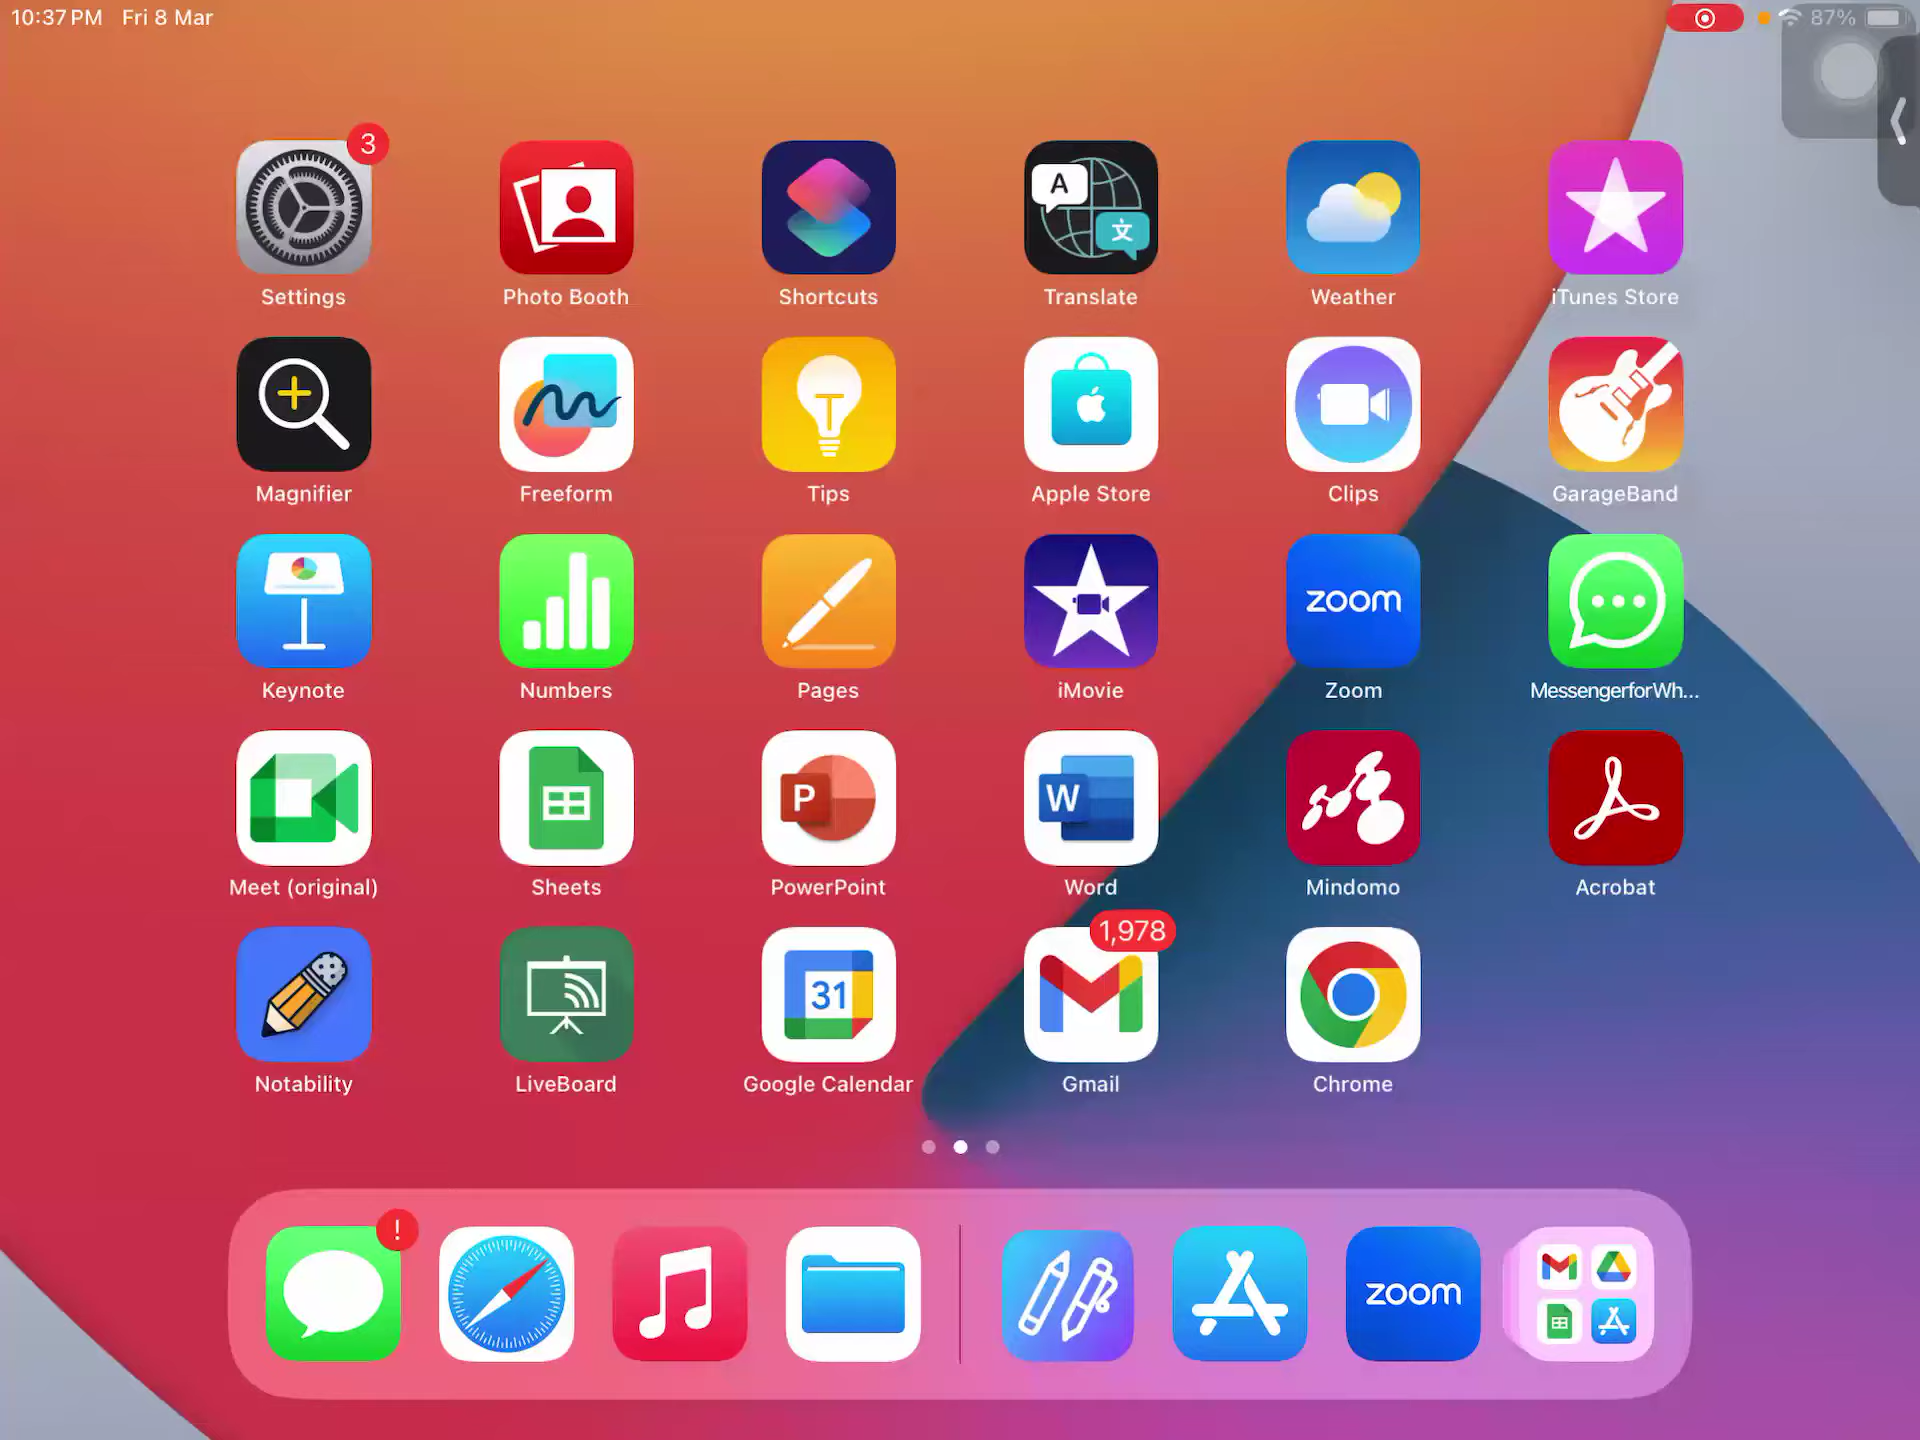 10:37 PM Fri 8 Mar
87%
3
A
文
Settings
Photo Booth
Shortcuts
Translate
Weather
iTunes Store
Magnifier
Freeform
Tips
Apple Store
Clips
GarageBand
zoom
Keynote
Numbers
Pages
iMovie
Zoom
MessengerforWh...
P
W
Meet (original)
Sheets
PowerPoint
Word
Mindomo
Acrobat
1,978
31
Notability
LiveBoard
Google Calendar
Gmail
Chrome
!
zoom